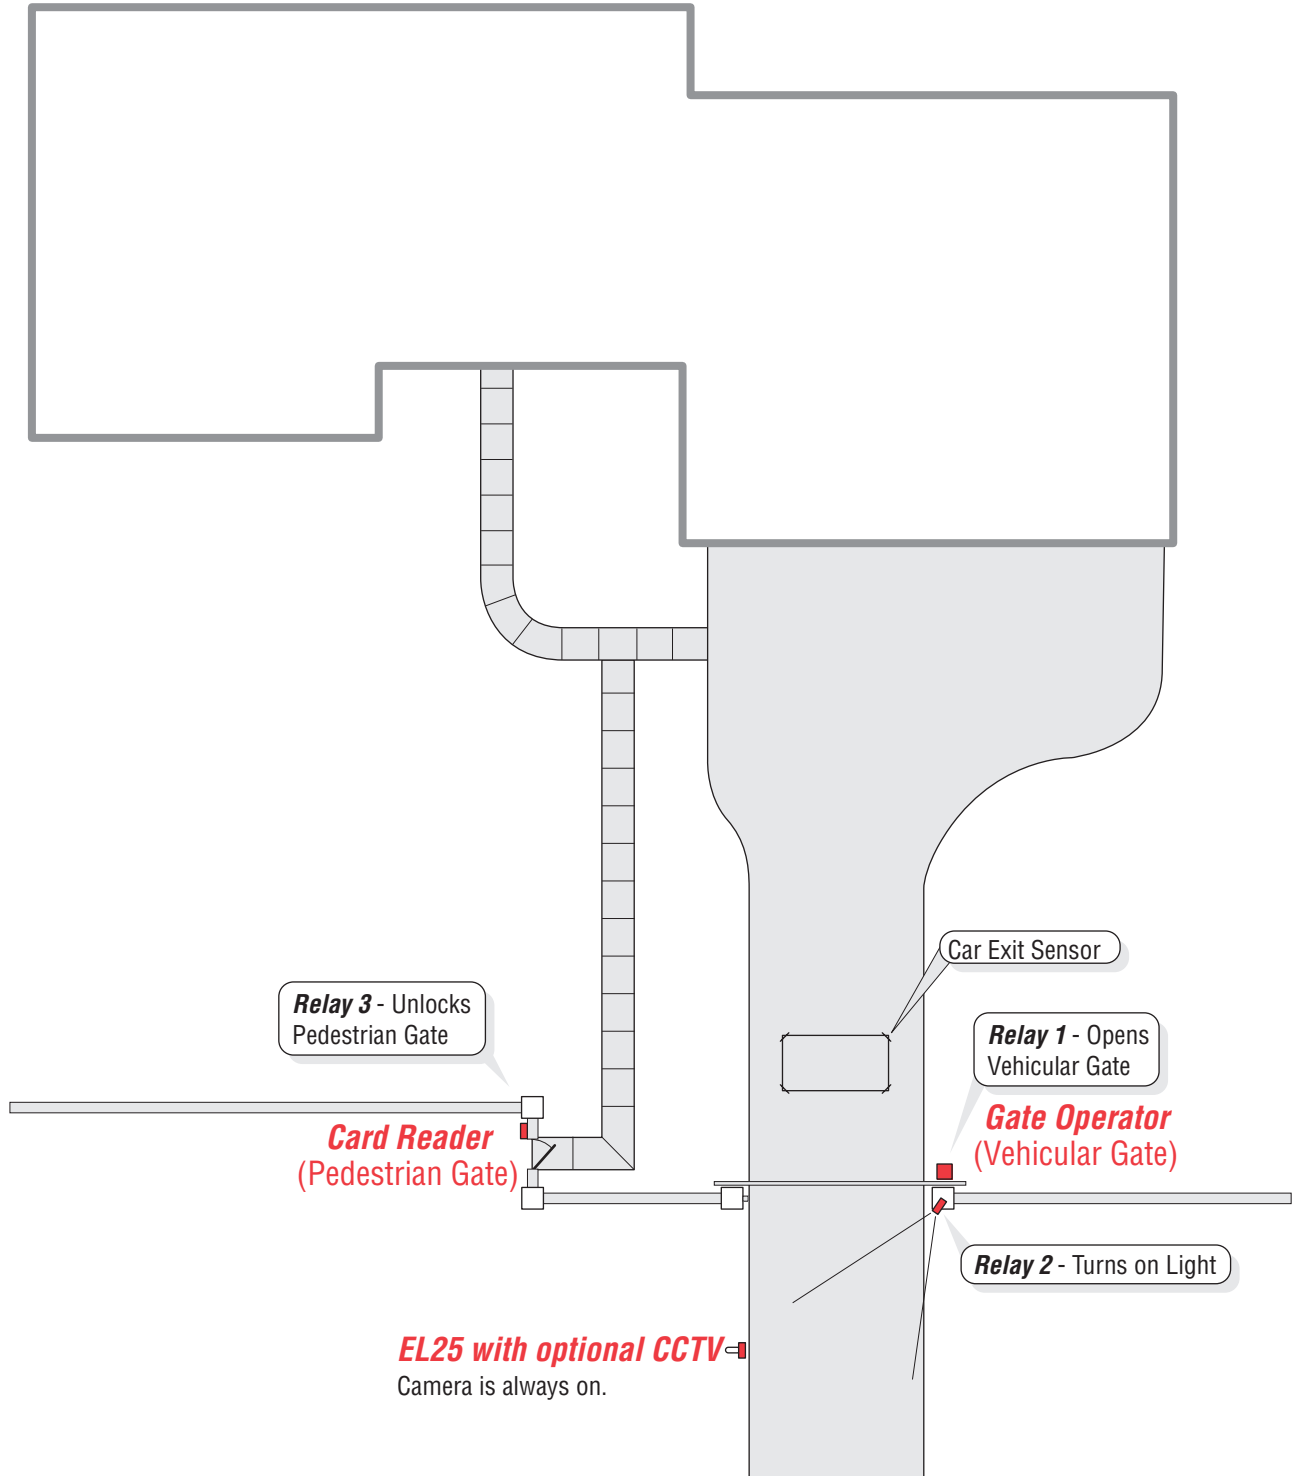 Car Exit Sensor
Relay 3 - Unlocks
Pedestrian Gate
Relay 1 - Opens
Vehicular Gate
Card Reader
(Pedestrian Gate)
Gate Operator
(Vehicular Gate)
Relay 2 - Turns on Light
EL25 with optional CCTV
Camera is always on.